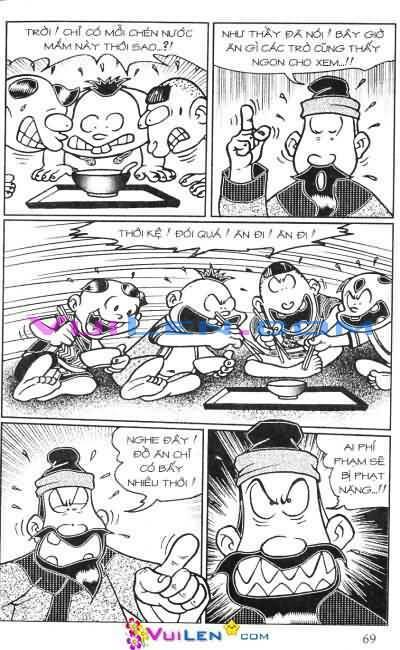 TRỜI ! CHỈ CÓ MỖI CHÉN NƯỚC
MẮM NÀY THÔI SAO...?!
NHƯ THẦY ĐÃ NÓI ! BÂY GIỜ
ĂN GÌ CÁC TRÒ CŨNG THẤY
NGON CHO XEM...!!
THÔI KỆ ! ĐÓI QUÁ ! ĂN ĐI ! ĂN ĐI !
VUILEN.COM
NGHE ĐÂY !
ĐỒ ĂN CHỈ
CÓ BẤY
NHIÊU THÔI !
AI PHÍ
PHẠM SẼ
BỊ PHẠT
NẶNG...!!
69
VUILEN.COM